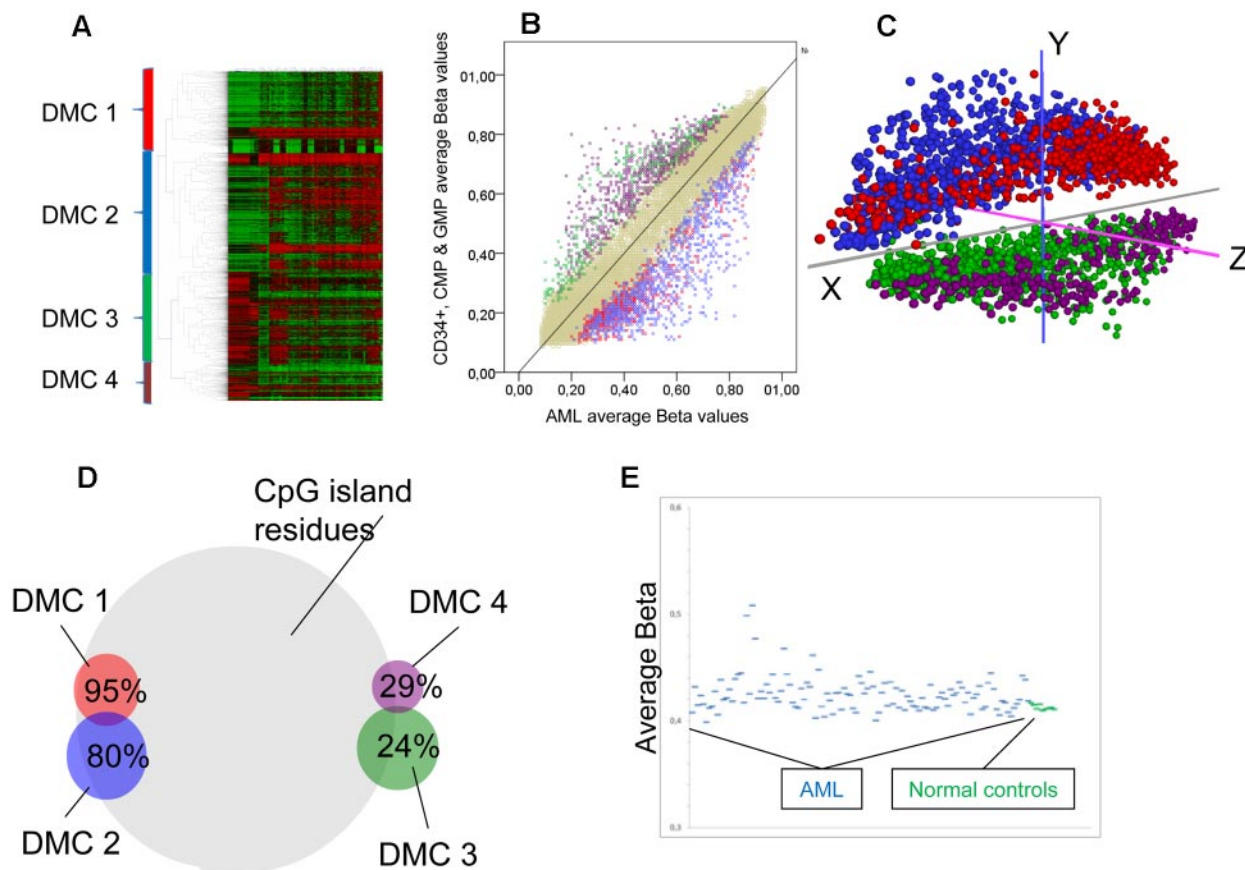 A
DMC 1
DMC 2
DMC 3
DMC 4
B
CD34+, CMP & GMP average Beta values
01,00
0,80
0,60
0,40
0,20
0,00
0,00 0,20 0,40 0,60 0,80 01,00
AML average Beta values
C
Y
X
Z
D
CpG island
residues
DMC 1
DMC 4
95%
29%
80%
24%
DMC 2
DMC 3
E
Average Beta
0,6
0,5
0,4
0,3
AML
Normal controls